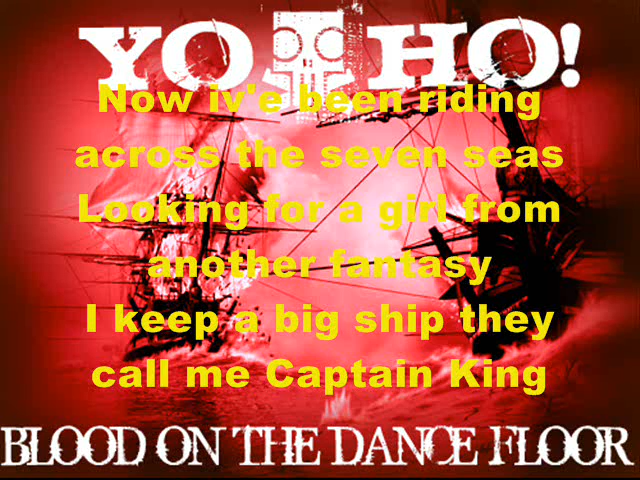 YO HO!
Now iv'e been riding
across the seven seas
Looking for a girl from
another fantasy
I keep a big ship they
call me Captain King
BLOOD ON THE DANCE FLOOR